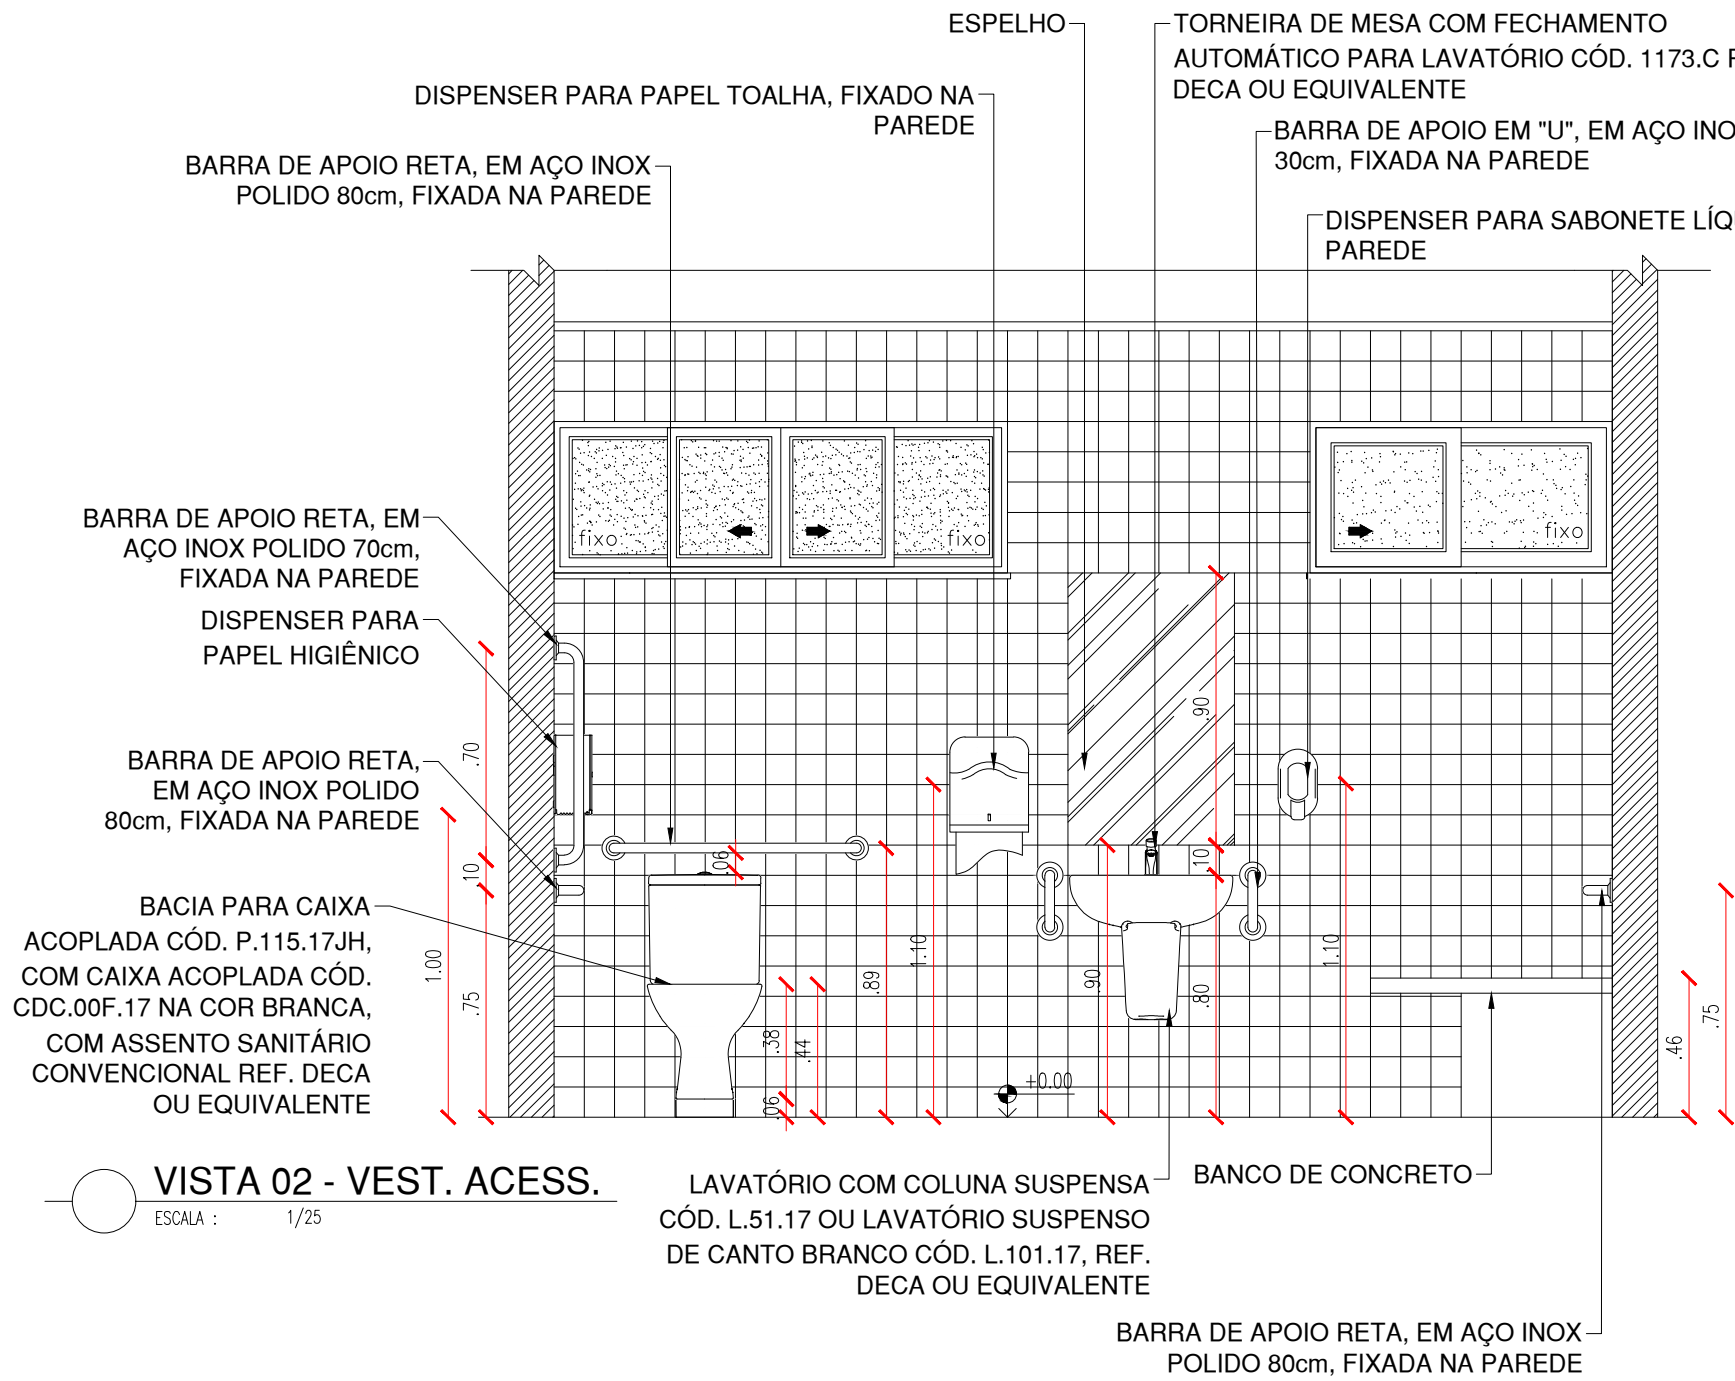 ESPELHO
TORNEIRA DE MESA COM FECHAMENTO
AUTOMÁTICO PARA LAVATÓRIO CÓD. 1173.C
DECA OU EQUIVALENTE
DISPENSER PARA PAPEL TOALHA, FIXADO NA
PAREDE
BARRA DE APOIO EM "U", EM AÇO
30cm, FIXADA NA PAREDE
BARRA DE APOIO RETA, EM AÇO INOX
POLIDO 80cm, FIXADA NA PAREDE
DISPENSER PARA SABONETE
PAREDE
fixo
fixo
fixo
BARRA DE APOIO RETA, EM
AÇO INOX POLIDO 70cm,
FIXADA NA PAREDE
DISPENSER PARA
PAPEL HIGIÊNICO
BARRA DE APOIO RETA,
EM AÇO INOX POLIDO
80cm, FIXADA NA PAREDE
BACIA PARA CAIXA
ACOPLADA CÓD. P.115.17JH,
COM CAIXA ACOPLADA CÓD.
CDC.00F.17 NA COR BRANCA,
COM ASSENTO SANITÁRIO
CONVENCIONAL REF. DECA
OU EQUIVALENTE
1.00
.70
.10
.75
.06
.38
.06
.44
.89
1.10
+0.00
.90
.90
.10
.80
1.10
.46
.75
VISTA 02 - VEST. ACESS.
ESCALA : 1/25
LAVATÓRIO COM COLUNA SUSPENSA
CÓD. L.51.17 OU LAVATÓRIO SUSPENSO
DE CANTO BRANCO CÓD. L.101.17, REF.
DECA OU EQUIVALENTE
BANCO DE CONCRETO
BARRA DE APOIO RETA, EM AÇO INOX
POLIDO 80cm, FIXADA NA PAREDE